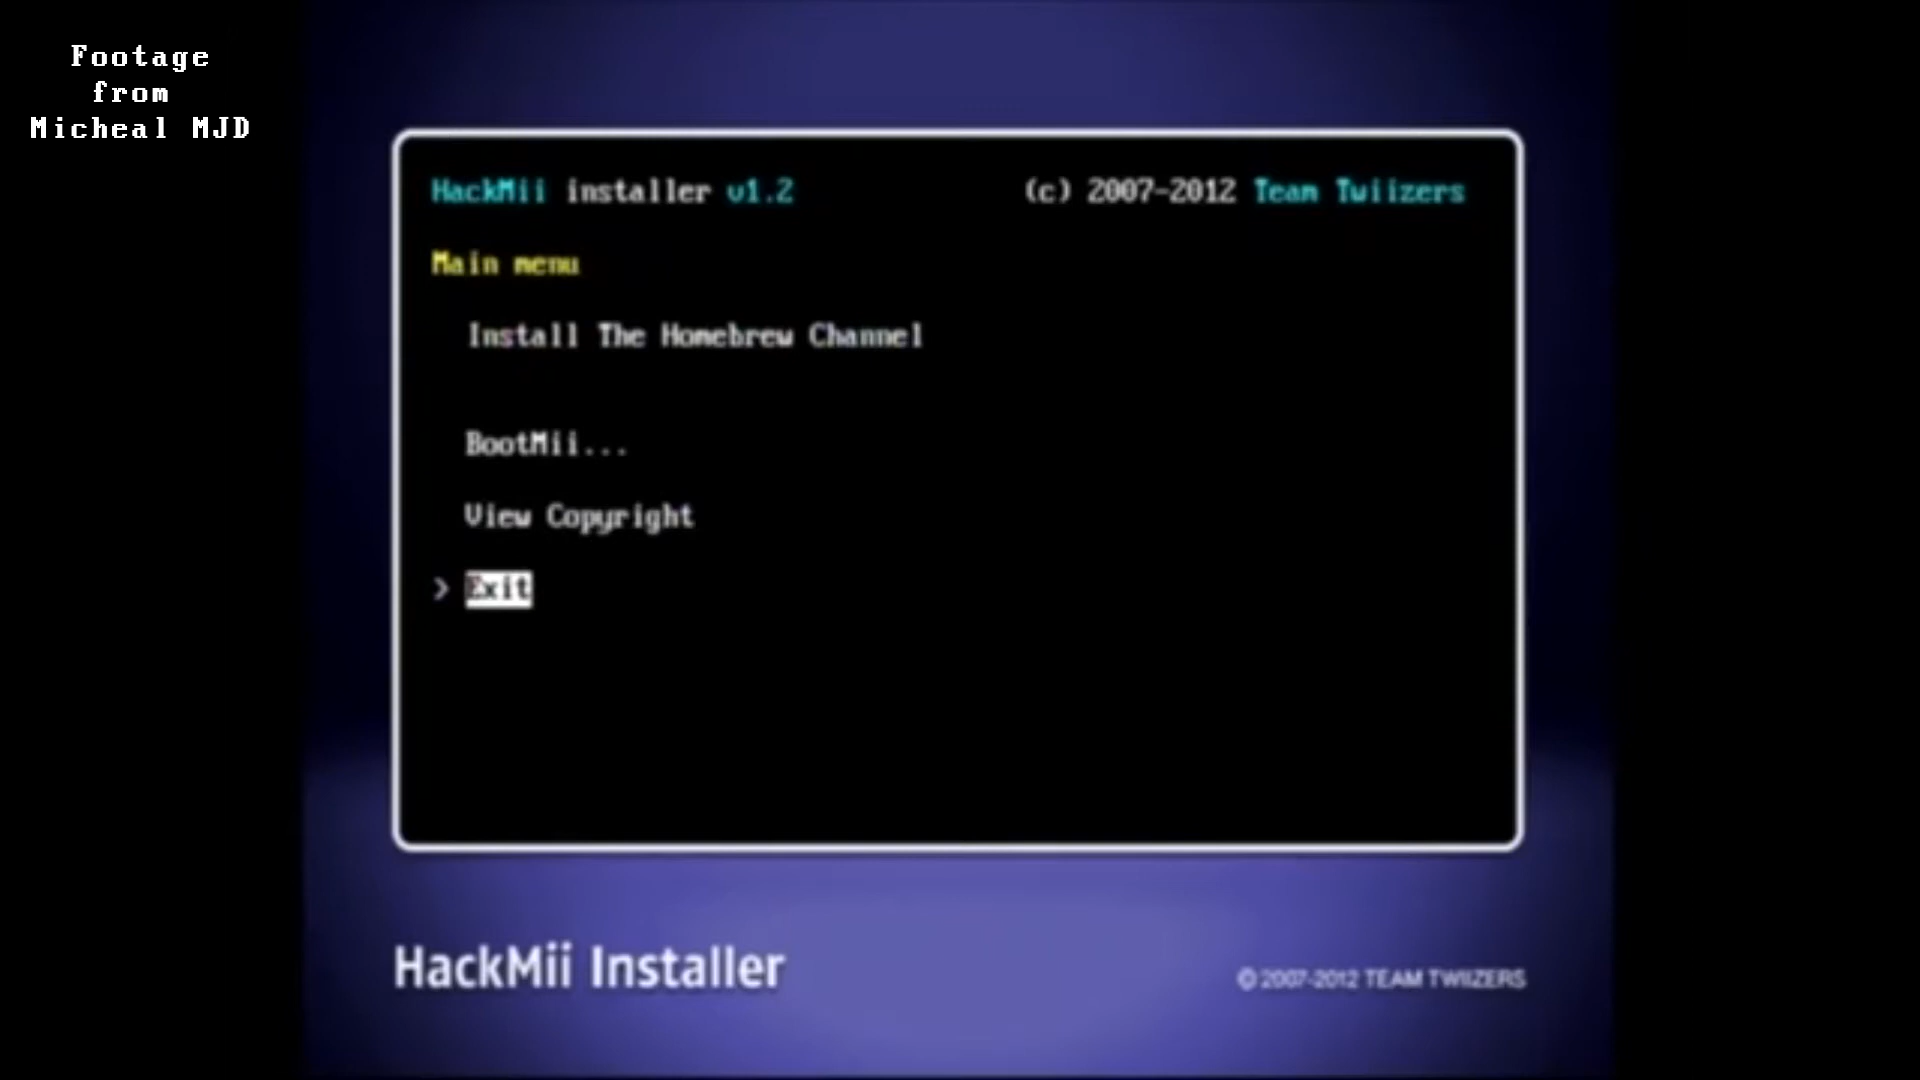 Footage
from
Micheal MJD
HackMii installer v1.2 (c) 2007-2012 Team Twiizers
Main menu
Install The Homebrew Channel
BootMii...
View Copyright
> Exit
HackMii Installer
© 2007-2012 TEAM TWIIZERS